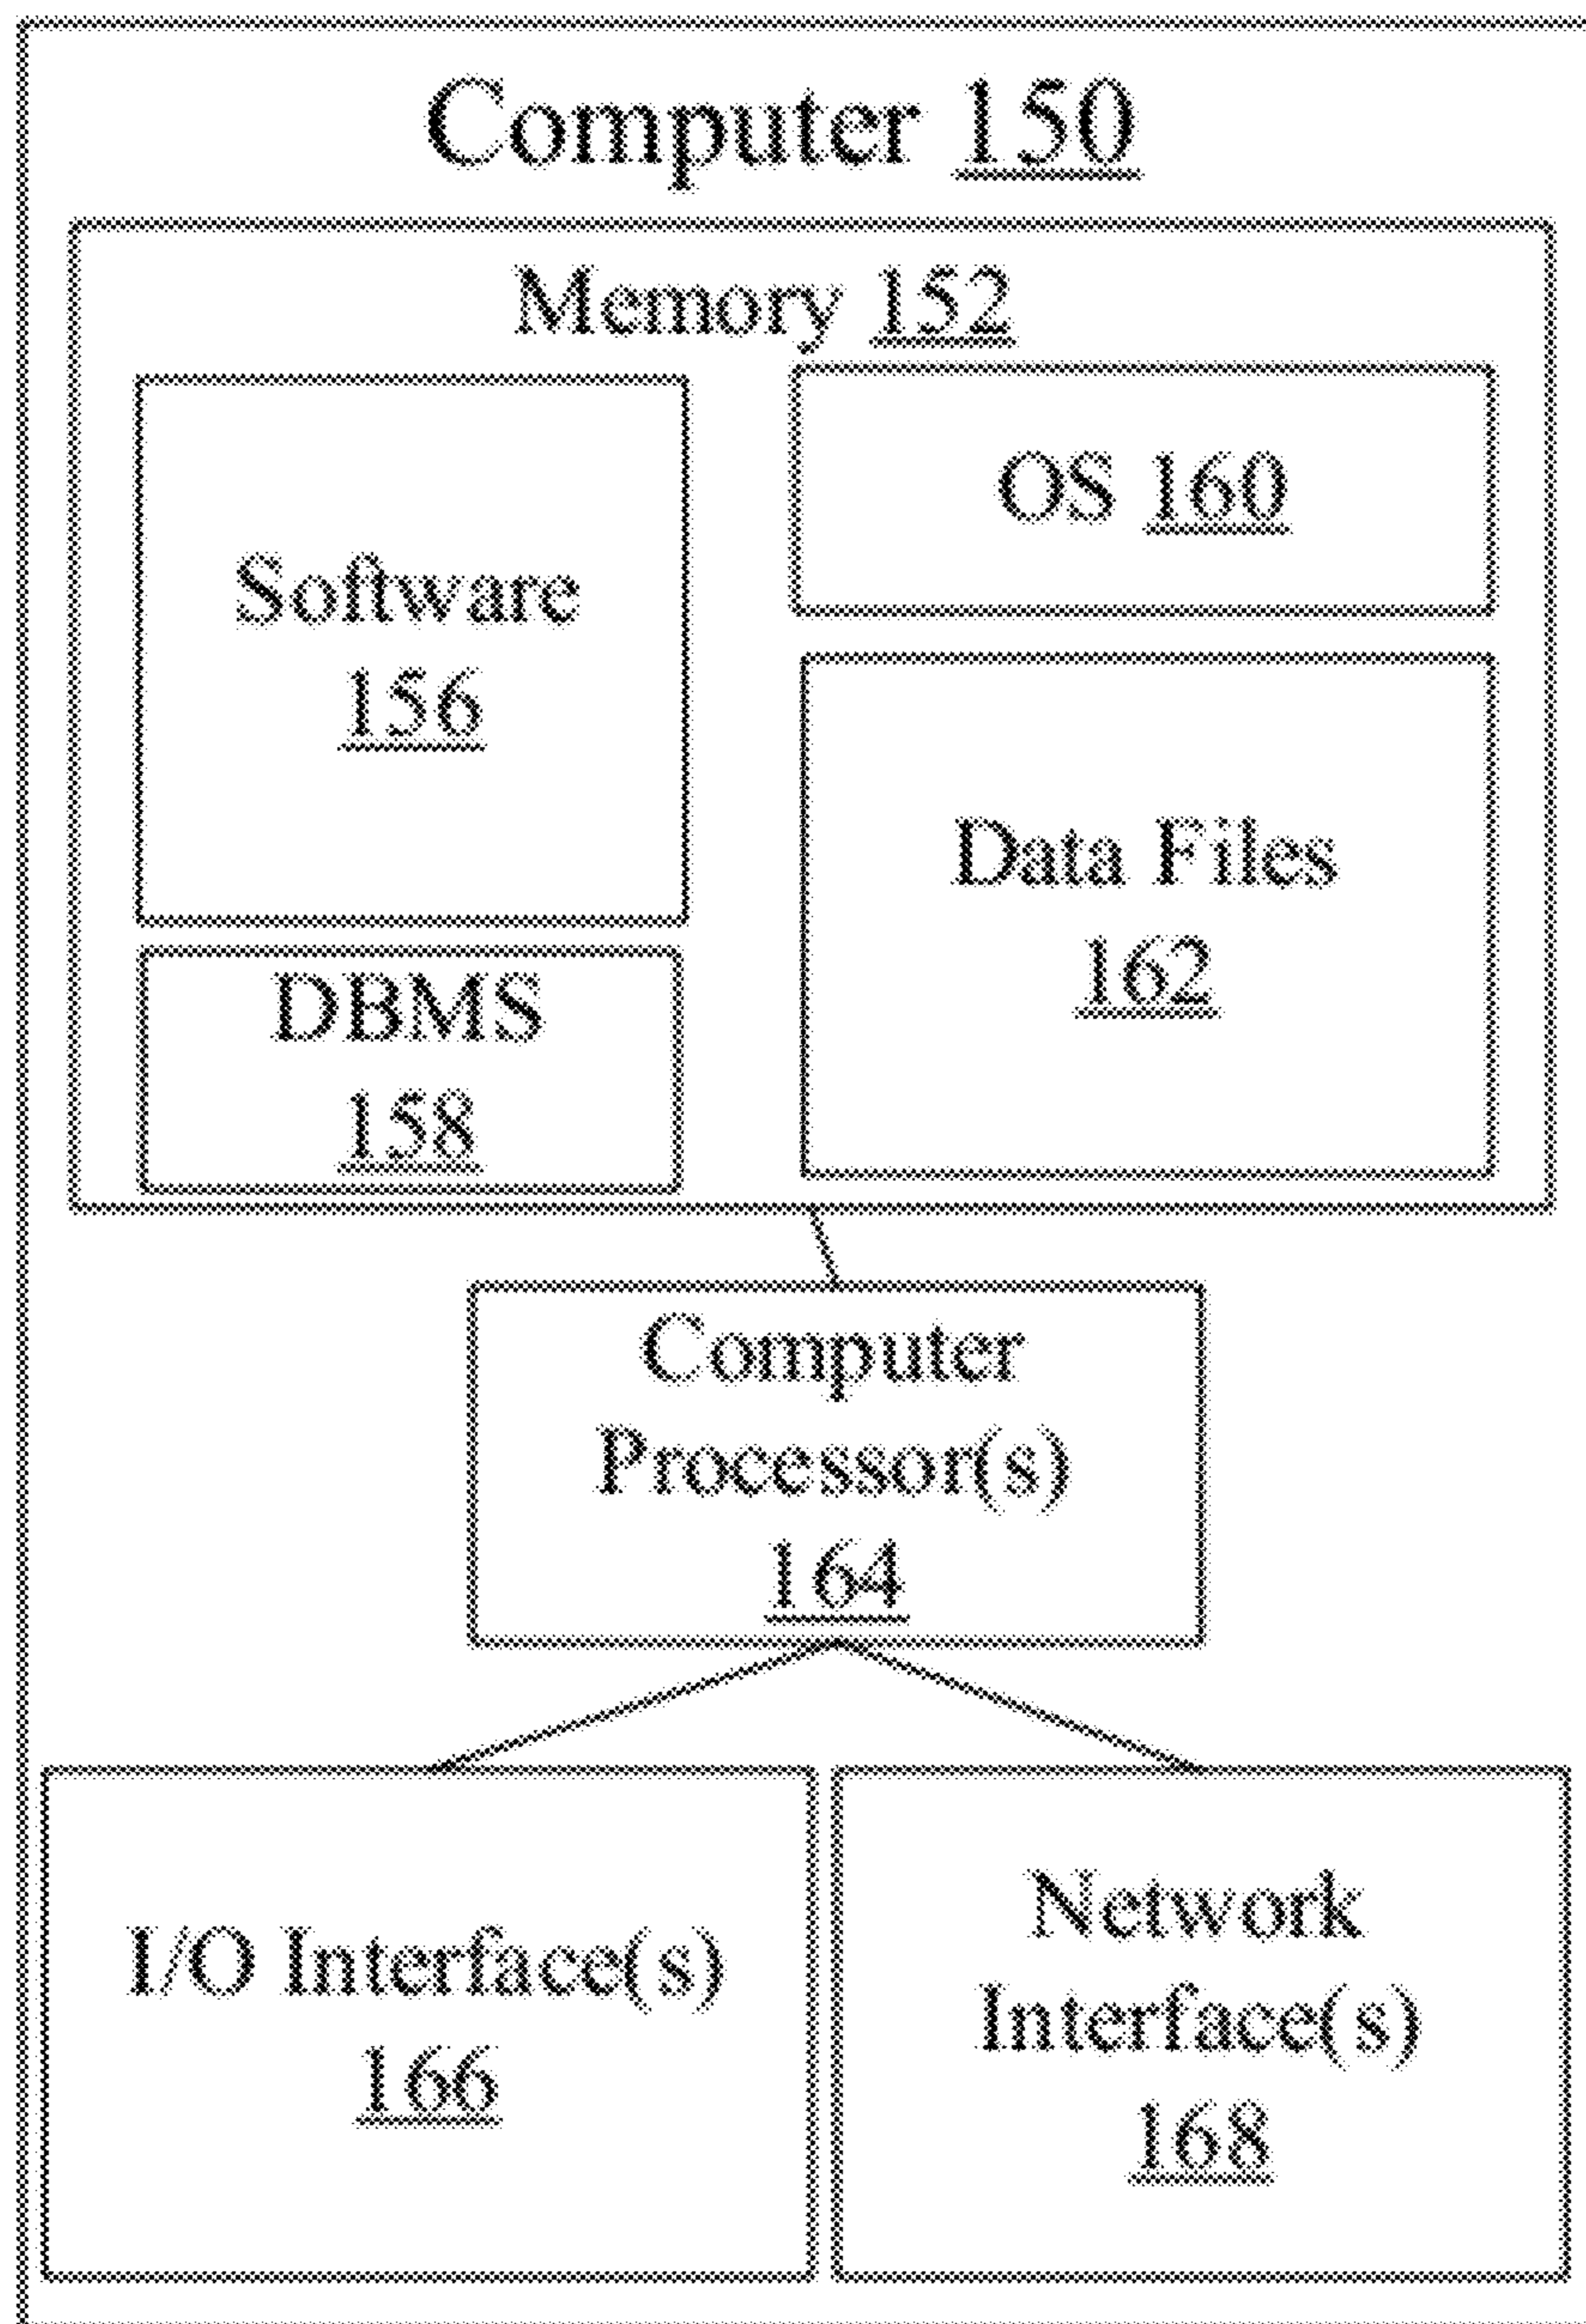 Computer 150
Memory 152
Software
156
OS 160
Data Files
162
DBMS
158
Computer
Processor(s)
164
I/O Interface(s)
166
Network
Interface(s)
168